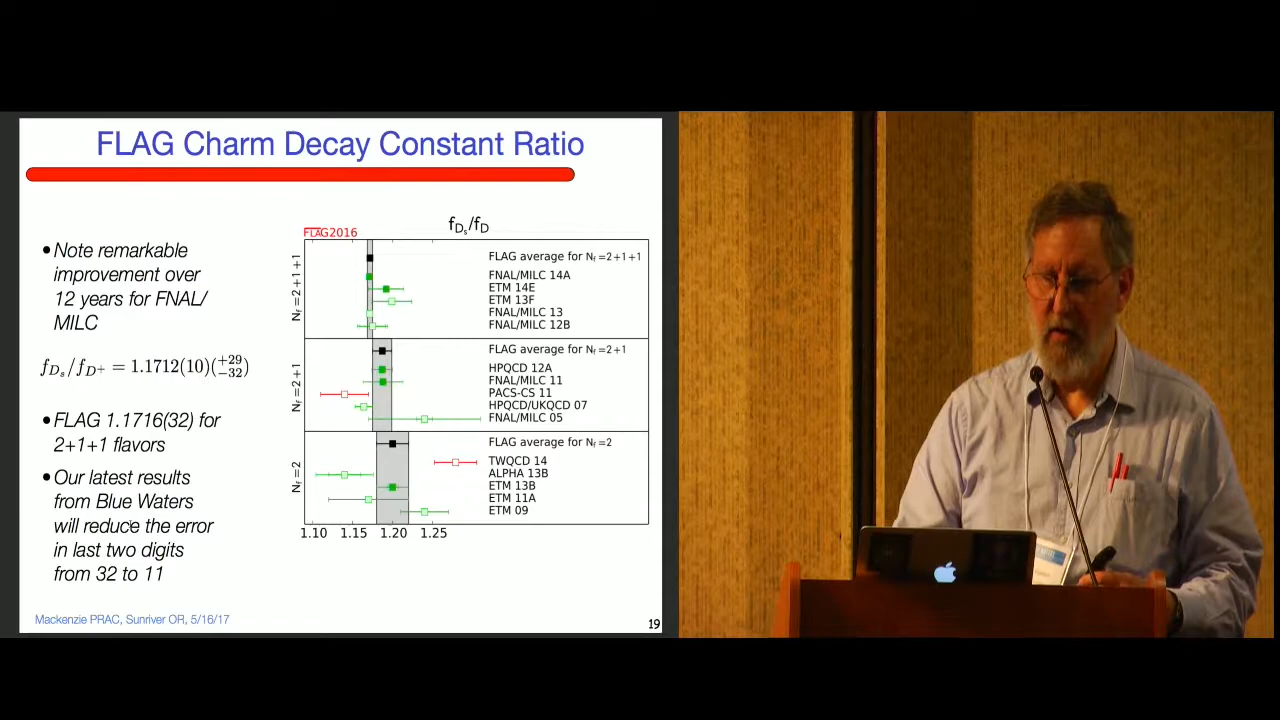 FLAG Charm Decay Constant Ratio
•Note remarkable
improvement over
12 years for FNAL/
MILC
f_{D_s}/f_{D^+} = 1.1712(10)(^{+29}_{-32})
•FLAG 1.1716(32) for
2+1+1 flavors
•Our latest results
from Blue Waters
will reduce the error
in last two digits
from 32 to 11
FLAG2016
f_{D_s}/f_D
N_f=2+1+1
FLAG average for N_f=2+1+1
FNAL/MILC 14A
ETM 14E
ETM 13F
FNAL/MILC 13
FNAL/MILC 12B
N_f=2+1
FLAG average for N_f=2+1
HPQCD 12A
FNAL/MILC 11
PACS-CS 11
HPQCD/UKQCD 07
FNAL/MILC 05
N_f=2
FLAG average for N_f=2
TWQCD 14
ALPHA 13B
ETM 13B
ETM 11A
ETM 09
1.10 1.15 1.20 1.25
Mackenzie PRAC, Sunriver OR, 5/16/17
19